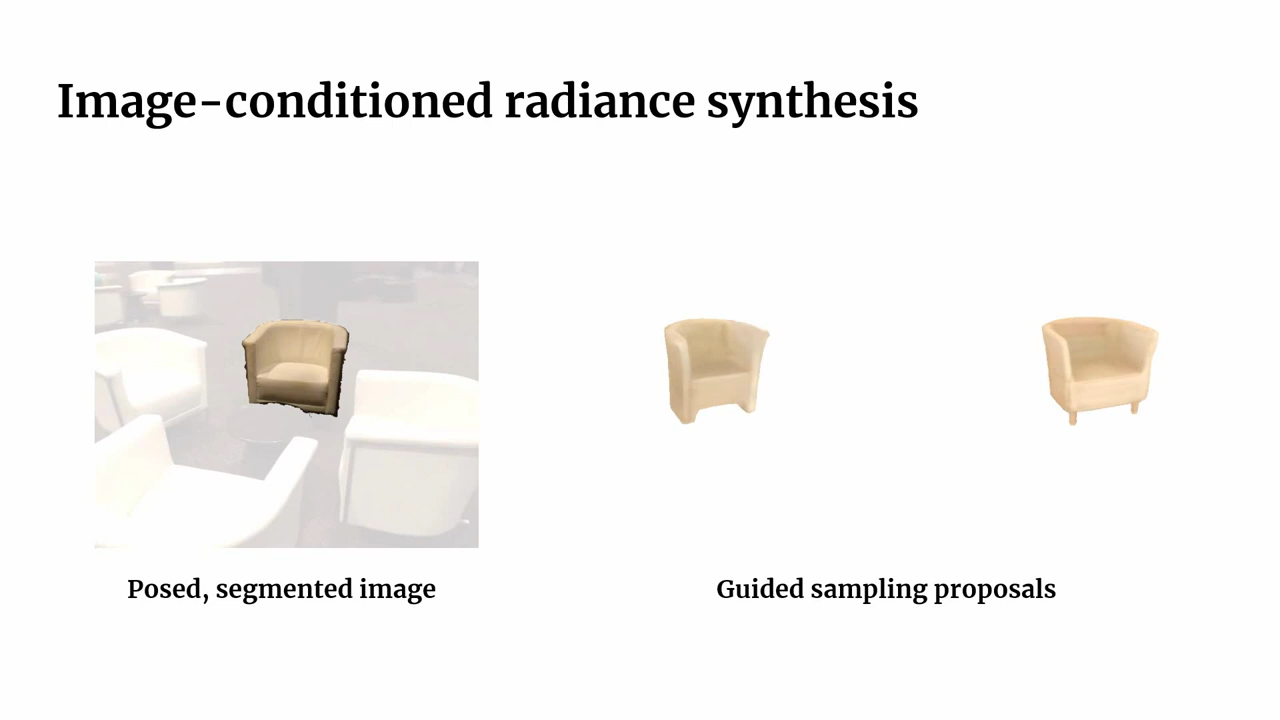 Image-conditioned radiance synthesis
Posed, segmented image
Guided sampling proposals